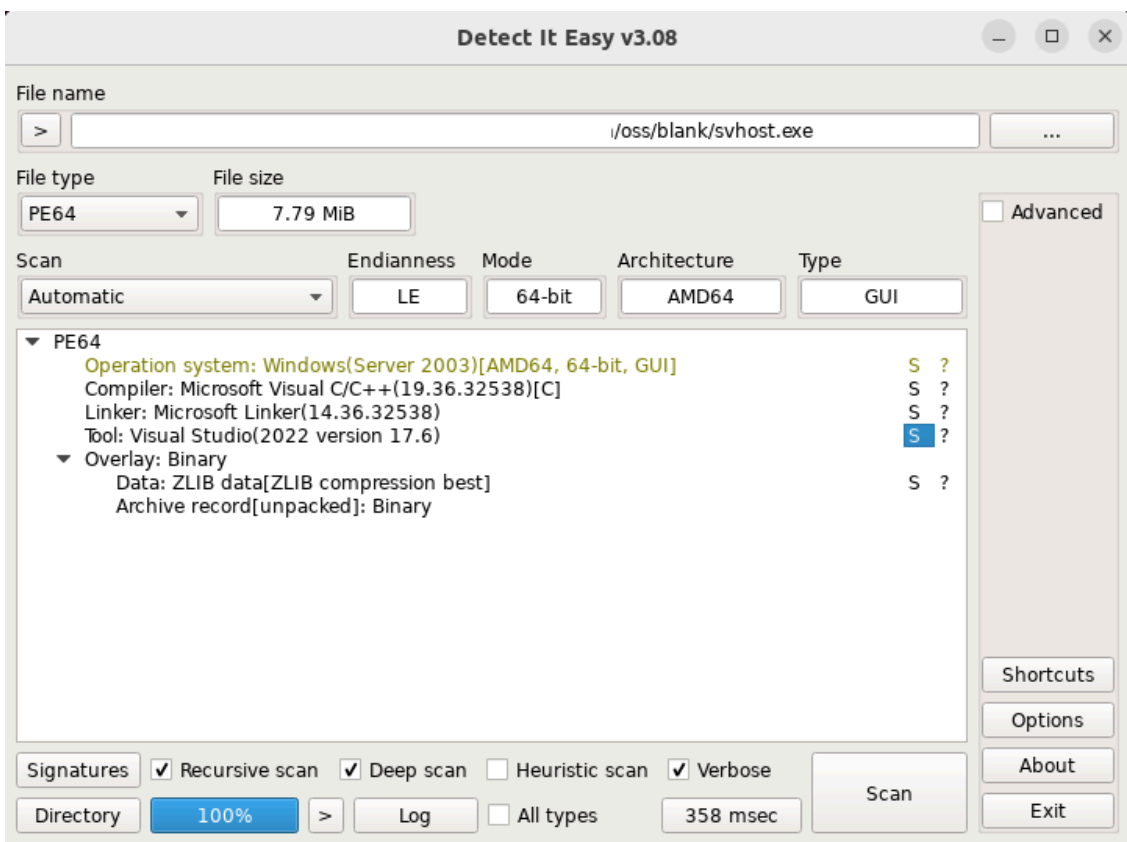 Detect It Easy v3.08
File name
> /oss/blank/svhost.exe ...
File type File size
PE64 7.79 MiB Advanced
Scan Endianness Mode Architecture Type
Automatic LE 64-bit AMD64 GUI
PE64
Operation system: Windows(Server 2003)[AMD64, 64-bit, GUI] S ?
Compiler: Microsoft Visual C/C++(19.36.32538)[C] S ?
Linker: Microsoft Linker(14.36.32538) S ?
Tool: Visual Studio(2022 version 17.6) S ?
Overlay: Binary
Data: ZLIB data[ZLIB compression best] S ?
Archive record[unpacked]: Binary
Shortcuts
Options
Signatures Recursive scan Deep scan Heuristic scan Verbose About
Scan
Directory 100% > Log All types 358 msec Exit